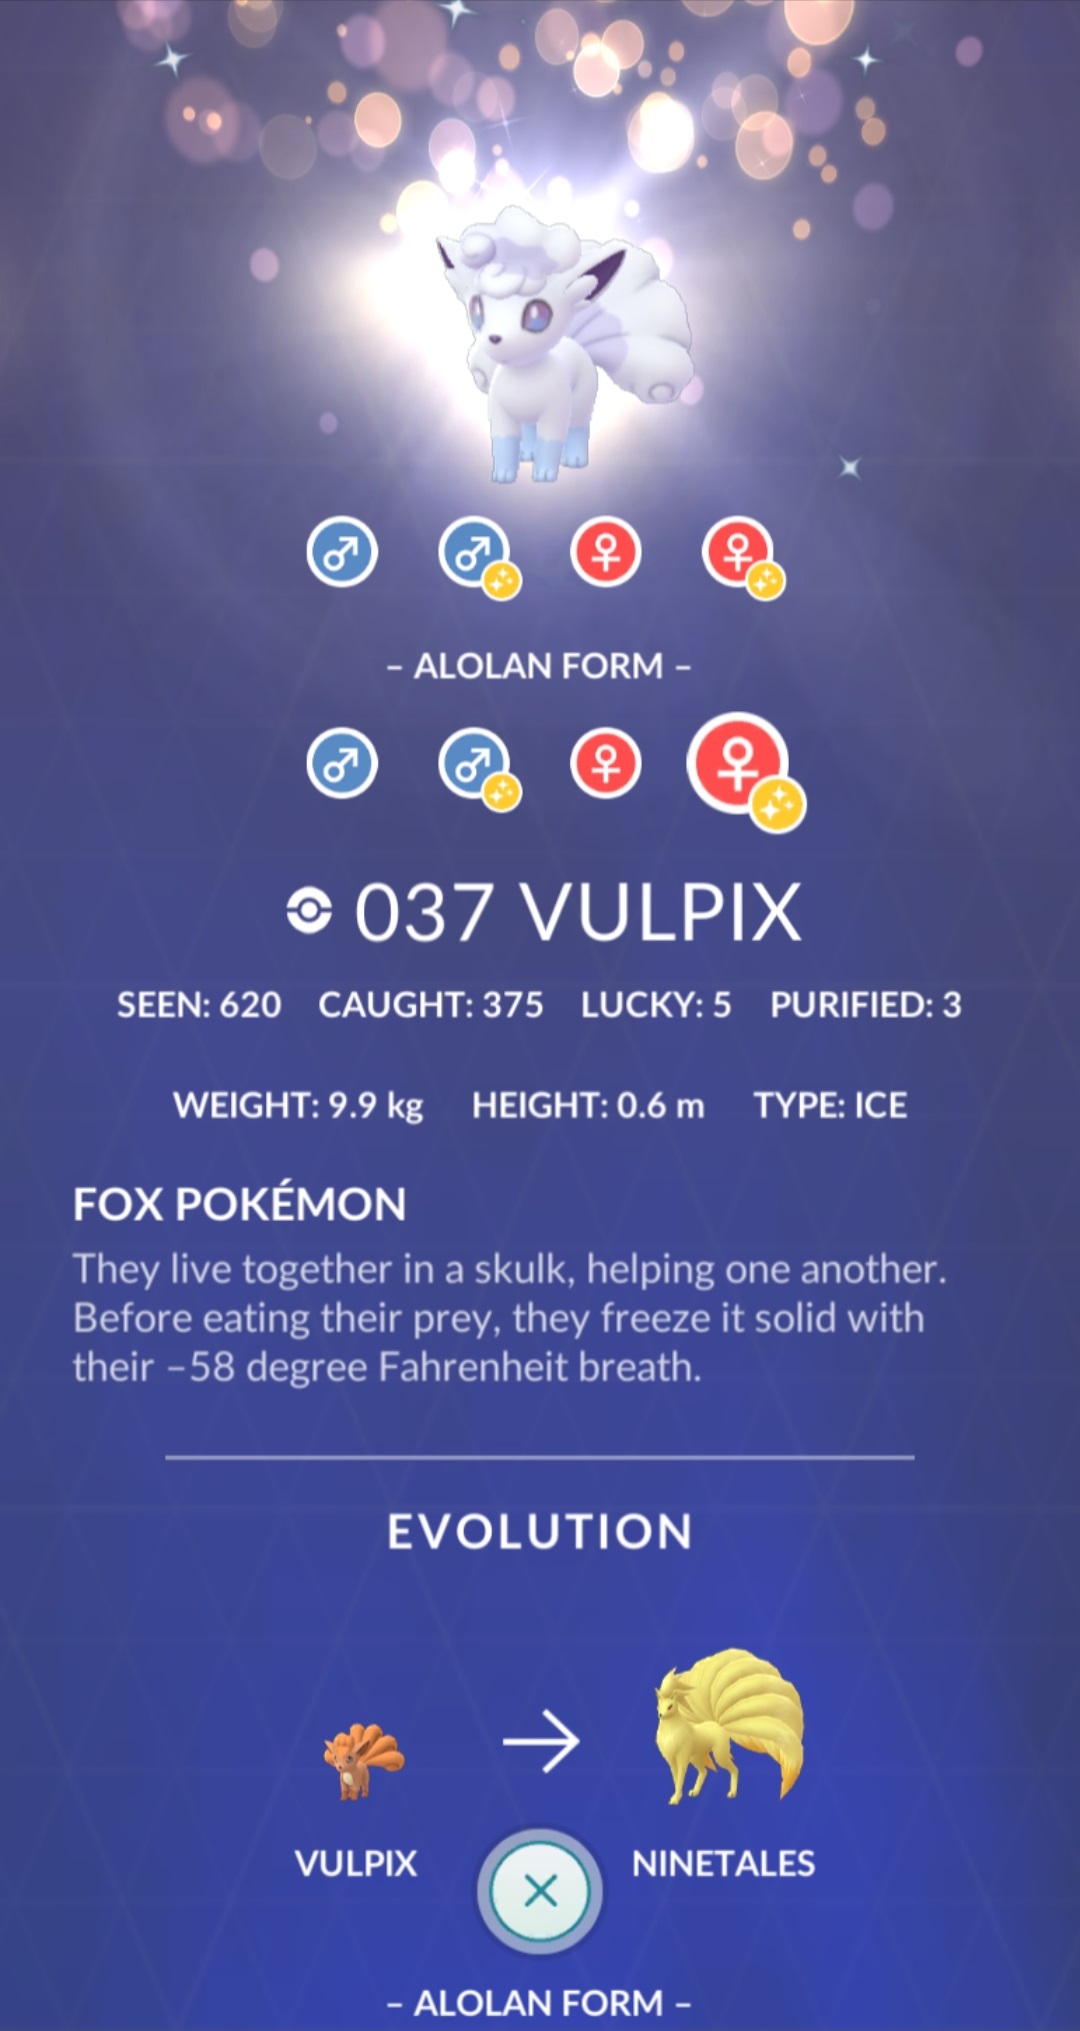 – ALOLAN FORM –
037 VULPIX
SEEN: 620 CAUGHT: 375 LUCKY: 5 PURIFIED: 3
WEIGHT: 9.9 kg HEIGHT: 0.6 m TYPE: ICE
FOX POKÉMON
They live together in a skulk, helping one another.
Before eating their prey, they freeze it solid with
their –58 degree Fahrenheit breath.
EVOLUTION
VULPIX NINETALES
– ALOLAN FORM –